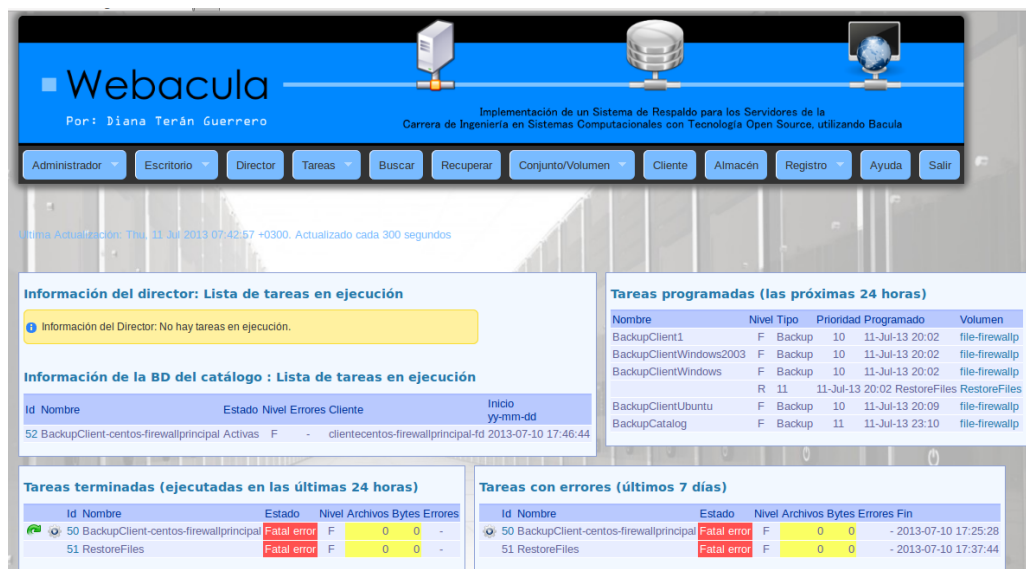 Webacula
Por: Diana Terán Guerrero
Implementación de un Sistema de Respaldo para los Servidores de la
Carrera de Ingeniería en Sistemas Computacionales con Tecnología Open Source, utilizando Bacula
Administrador Escritorio Director Tareas Buscar Recuperar Conjunto/Volumen Cliente Almacén Registro Ayuda Salir
Última Actualización: Thu, 11 Jul 2013 07:42:57 +0300. Actualizado cada 300 segundos
Información del director: Lista de tareas en ejecución
Información del Director: No hay tareas en ejecución.
Información de la BD del catálogo : Lista de tareas en ejecución
Id Nombre Estado Nivel Errores Cliente Inicio
yy-mm-dd
52 BackupClient-centos-firewallprincipal Activas F - clientecentos-firewallprincipal-fd 2013-07-10 17:46:44
Tareas programadas (las próximas 24 horas)
Nombre Nivel Tipo Prioridad Programado Volumen
BackupClient1 F Backup 10 11-Jul-13 20:02 file-firewallp
BackupClientWindows2003 F Backup 10 11-Jul-13 20:02 file-firewallp
BackupClientWindows F Backup 10 11-Jul-13 20:02 file-firewallp
R 11 11-Jul-13 20:02 RestoreFiles RestoreFiles
BackupClientUbuntu F Backup 10 11-Jul-13 20:09 file-firewallp
BackupCatalog F Backup 11 11-Jul-13 23:10 file-firewallp
Tareas terminadas (ejecutadas en las últimas 24 horas)
Id Nombre Estado Nivel Archivos Bytes Errores
50 BackupClient-centos-firewallprincipal Fatal error F 0 0 -
51 RestoreFiles Fatal error F 0 0 -
Tareas con errores (últimos 7 días)
Id Nombre Estado Nivel Archivos Bytes Errores Fin
50 BackupClient-centos-firewallprincipal Fatal error F 0 0 - 2013-07-10 17:25:28
51 RestoreFiles Fatal error F 0 0 - 2013-07-10 17:37:44